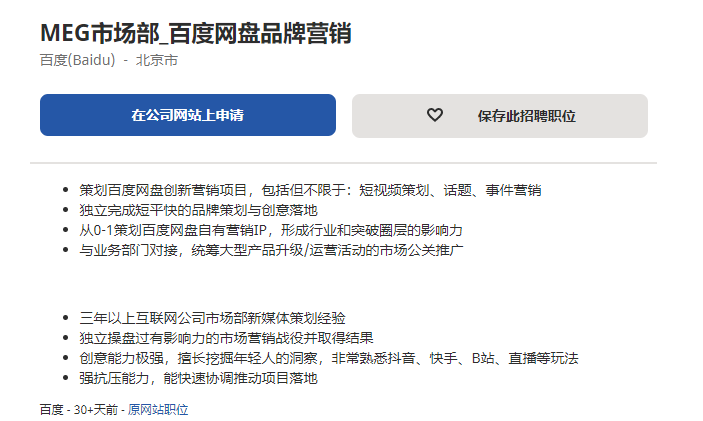 MEG市场部_百度网盘品牌营销
百度(Baidu) - 北京市
在公司网站上申请
保存此招聘职位
策划百度网盘创新营销项目，包括但不限于：短视频策划、话题、事件营销
独立完成短平快的品牌策划与创意落地
从0-1策划百度网盘自有营销IP，形成行业和突破圈层的影响力
与业务部门对接，统筹大型产品升级/运营活动的市场公关推广
三年以上互联网公司市场部新媒体策划经验
独立操盘过有影响力的市场营销战役并取得结果
创意能力极强，擅长挖掘年轻人的洞察，非常熟悉抖音、快手、B站、直播等玩法
强抗压能力，能快速协调推动项目落地
百度 - 30+天前 - 原网站职位